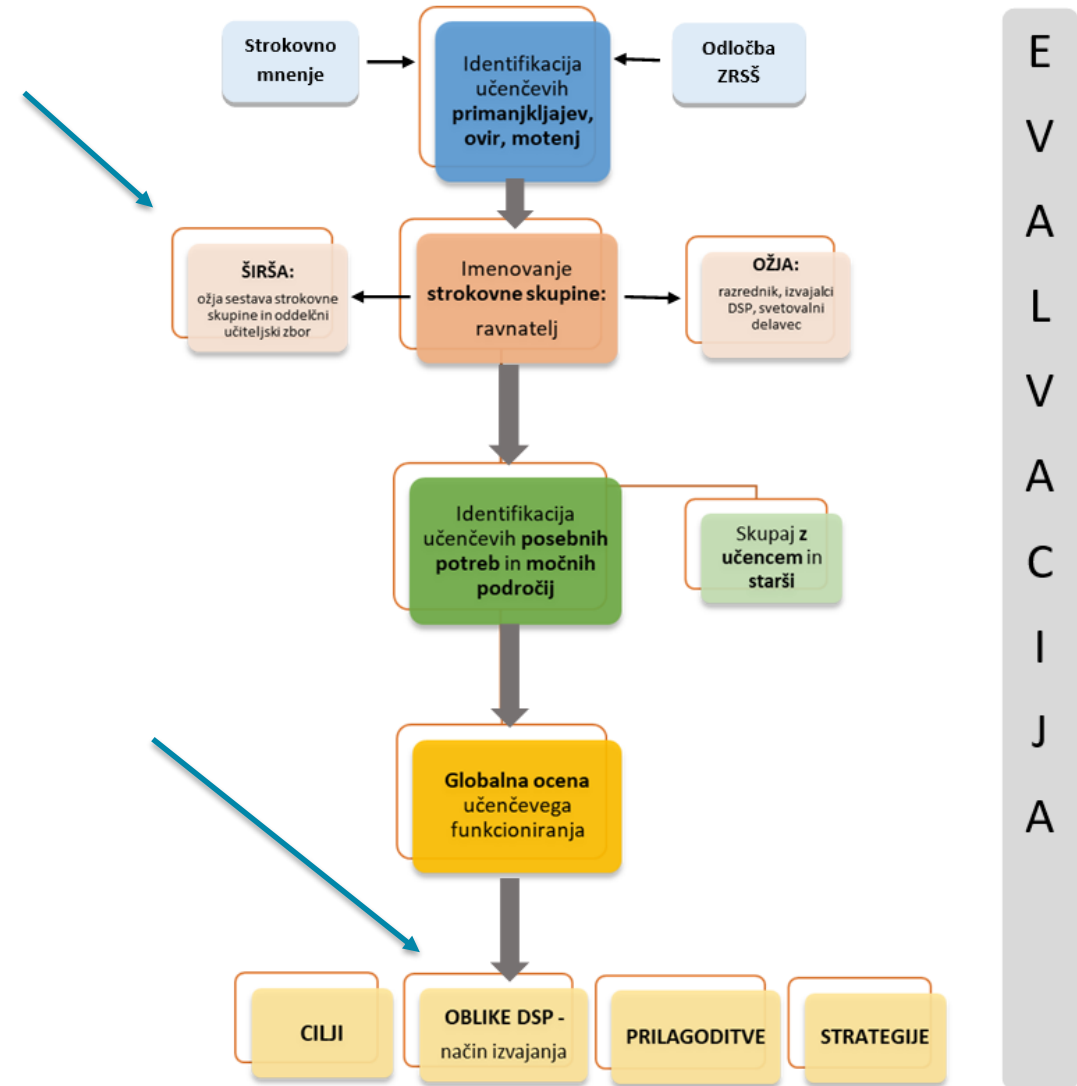 Strokovno
mnenje
Identifikacija
učenčevih
primanjkljajev,
ovir, motenj
Odločba
ZRSŠ
ŠIRŠA:
ožja sestava strokovne
skupine in oddelčni
učiteljski zbor
Imenovanje
strokovne skupine:
ravnatelj
OŽJA:
razrednik, izvajalci
DSP, svetovalni
delavec
Identifikacija
učenčevih posebnih
potreb in močnih
področij
Skupaj z
učencem in
starši
Globalna ocena
učenčevega
funkcioniranja
CILJI
OBLIKE DSP -
način izvajanja
PRILAGODITVE
STRATEGIJE
E
V
A
L
V
A
C
I
J
A